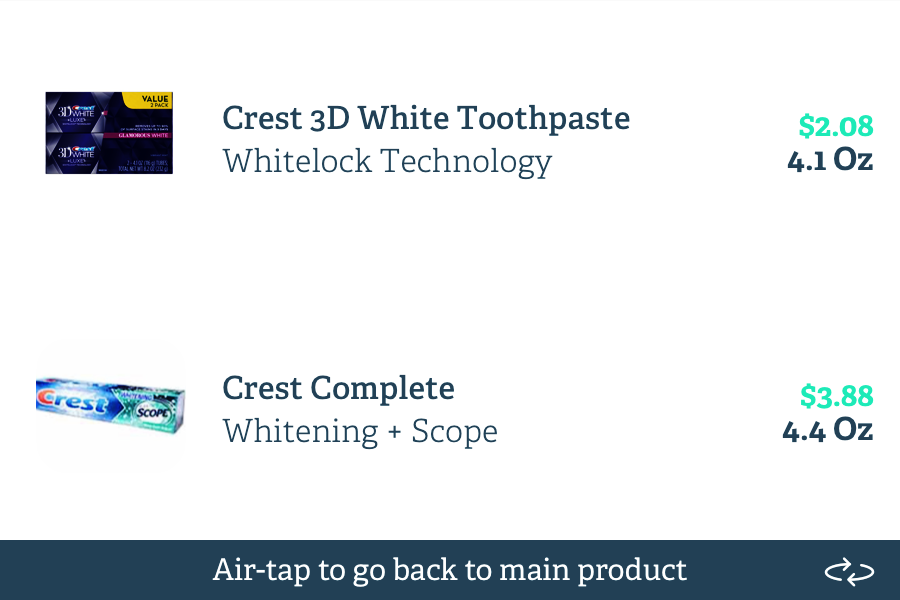 VALUE
2 PACK
3D WHITE
LUXE
GLAMOROUS WHITE
3D WHITE
LUXE
Crest 3D White Toothpaste
Whitelock Technology
$2.08
4.1 Oz
Crest
SCOPE
Crest Complete
Whitening + Scope
$3.88
4.4 Oz
Air-tap to go back to main product